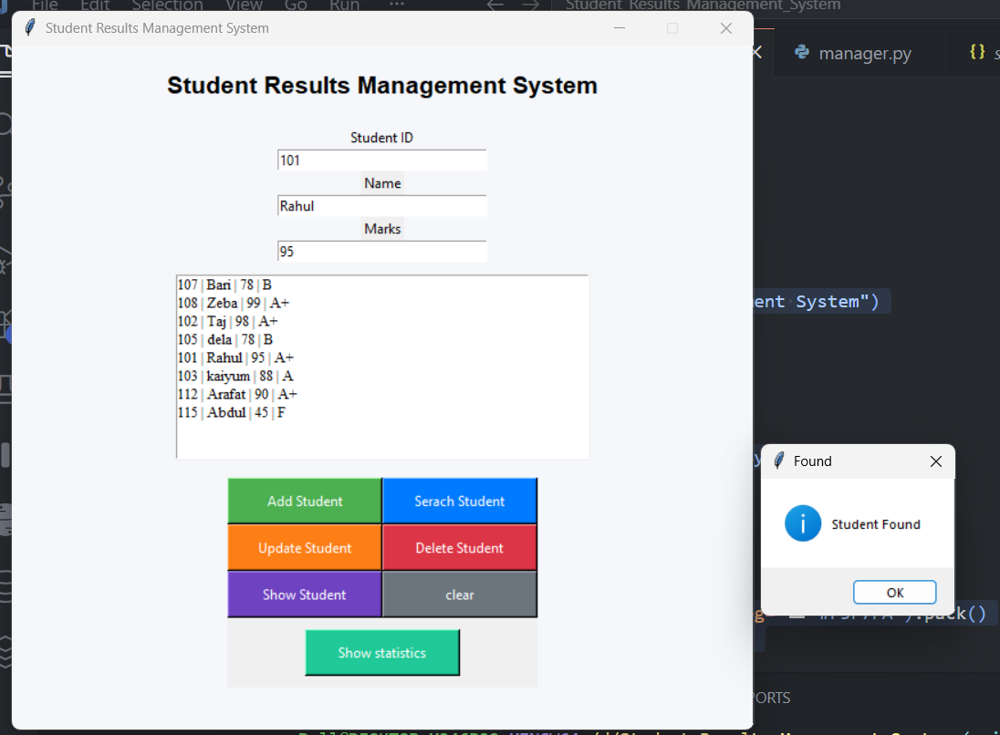 File Edit Selection View Go Run ... Student_Results_Management_System
Student Results Management System
manager.py
{} s
Student Results Management System
Student ID
101
Name
Rahul
Marks
95
107 | Bari | 78 | B
108 | Zeba | 99 | A+
102 | Taj | 98 | A+
105 | dela | 78 | B
101 | Rahul | 95 | A+
103 | kaiyum | 88 | A
112 | Arafat | 90 | A+
115 | Abdul | 45 | F
ent System")
Found
Student Found
OK
Add Student
Serach Student
Update Student
Delete Student
Show Student
clear
Show statistics
.pack()
PORTS